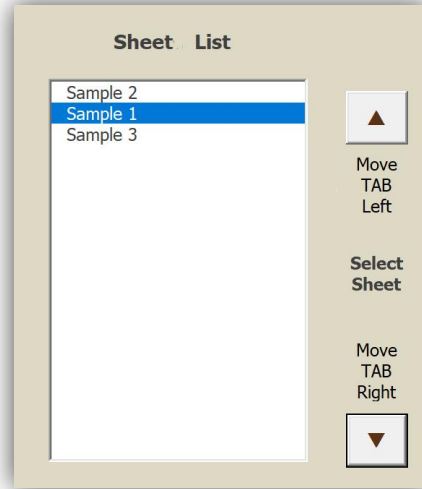 Sheet List
Sample 2
Sample 1
Sample 3
Move
TAB
Left
Select
Sheet
Move
TAB
Right